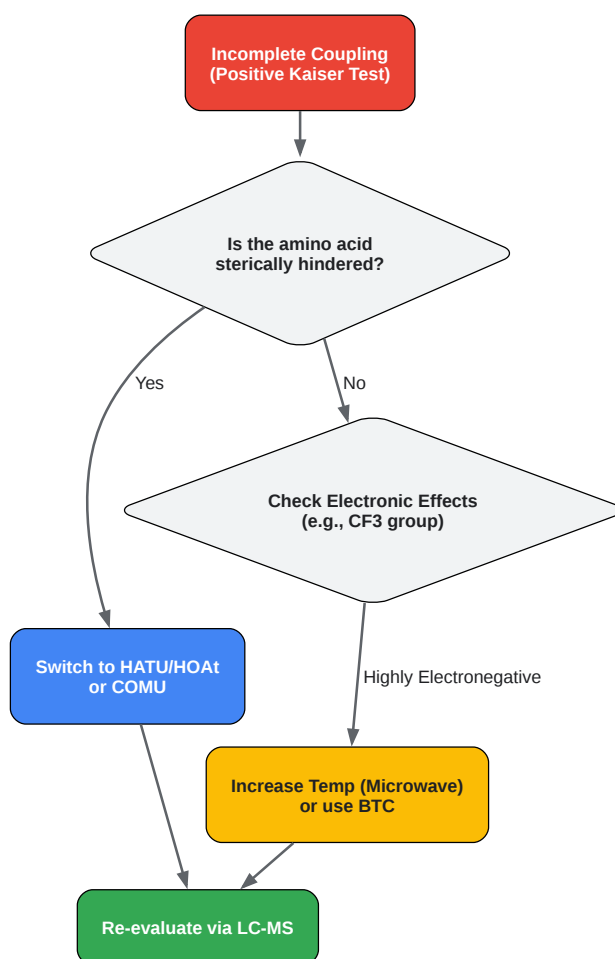 Incomplete Coupling
(Positive Kaiser Test)
Is the amino acid
sterically hindered?
Yes
No
Check Electronic Effects
(e.g., CF3 group)
Switch to HATU/HOAt
or COMU
Highly Electronegative
Increase Temp (Microwave)
or use BTC
Re-evaluate via LC-MS